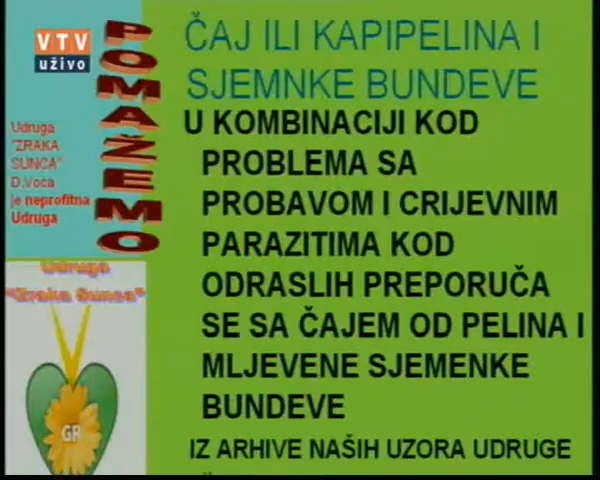 VTV
uživo
POMAŽEMO
Udruga
"ZRAKA
SUNCA"
D.Voća
je neprofitna
Udruga
Udruga
"Zraka Sunca"
GR
ČAJ ILI KAPIPELINA I
SJEMNKE BUNDEVE
U KOMBINACIJI KOD
PROBLEMA SA
PROBAVOM I CRIJEVNIM
PARAZITIMA KOD
ODRASLIH PREPORUČA
SE SA ČAJEM OD PELINA I
MLJEVENE SJEMENKE
BUNDEVE
IZ ARHIVE NAŠIH UZORA UDRUGE